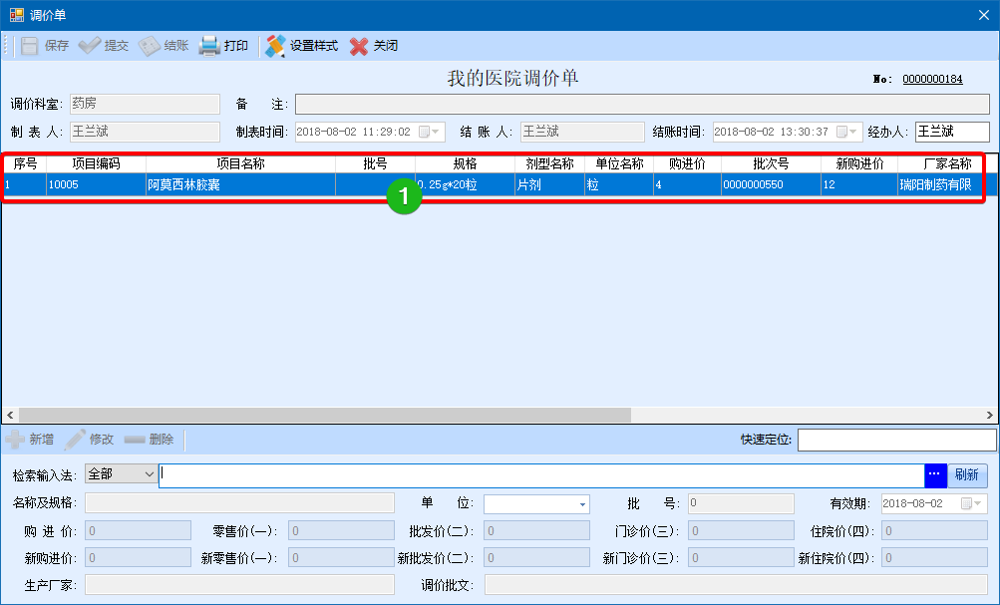 调价单
保存 提交 结账 打印 设置样式 关闭
我的医院调价单
No: 0000000184
调价科室: 药房 备 注:
制 表 人: 王兰斌 制表时间: 2018-08-02 11:29:02 结 账 人: 王兰斌 结账时间: 2018-08-02 13:30:37 经办人: 王兰斌
序号 项目编码 项目名称 批号 规格 剂型名称 单位名称 购进价 批次号 新购进价 厂家名称
1 10005 阿莫西林胶囊 0.25g*20粒 片剂 粒 4 0000000550 12 瑞阳制药有限
1
新增 修改 删除 快速定位:
检索输入法: 全部 ... 刷新
名称及规格: 单 位: 批 号: 0 有效期: 2018-08-02
购 进 价: 0 零售价(一): 0 批发价(二): 0 门诊价(三): 0 住院价(四): 0
新购进价: 0 新零售价(一): 0 新批发价(二): 0 新门诊价(三): 0 新住院价(四): 0
生产厂家: 调价批文: